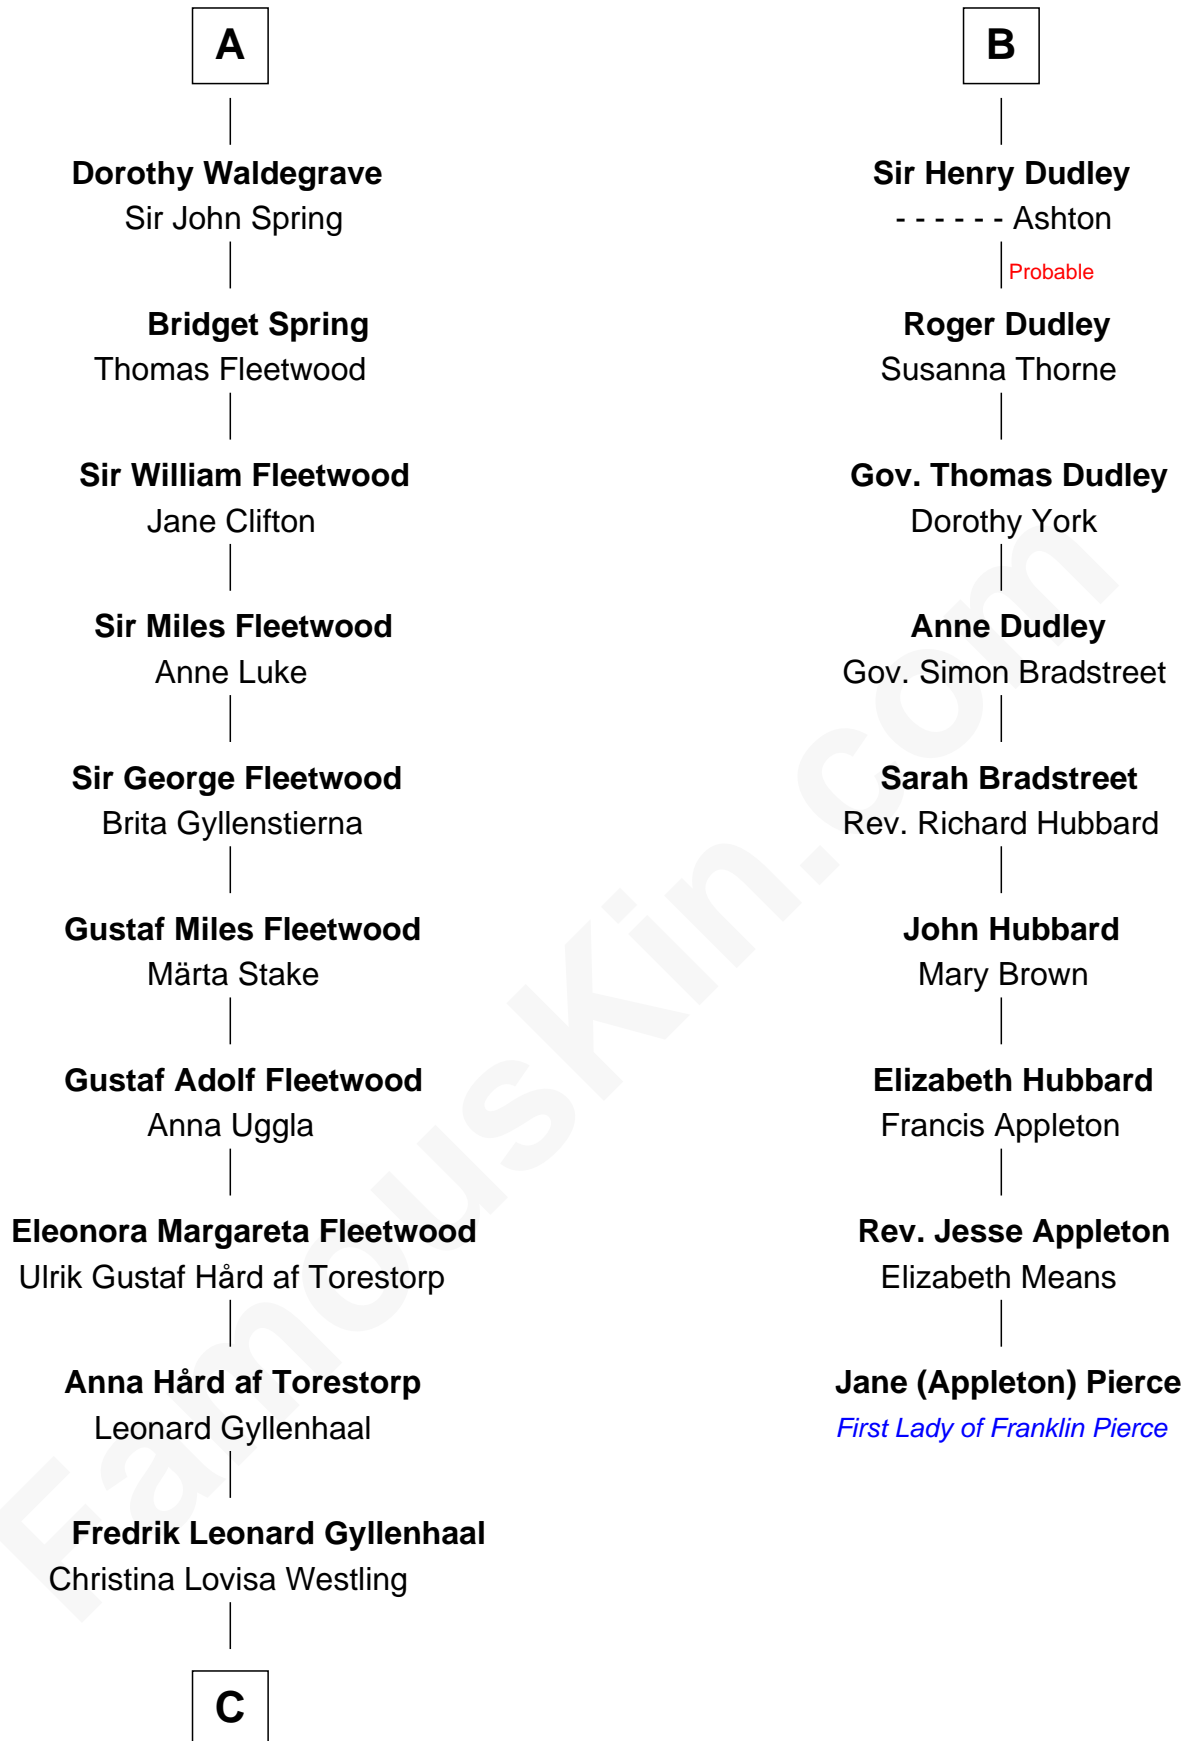 A
Dorothy Waldegrave
Sir John Spring
Bridget Spring
Thomas Fleetwood
Sir William Fleetwood
Jane Clifton
Sir Miles Fleetwood
Anne Luke
Sir George Fleetwood
Brita Gyllenstierna
Gustaf Miles Fleetwood
Märta Stake
Gustaf Adolf Fleetwood
Anna Uggla
Eleonora Margareta Fleetwood
Ulrik Gustaf Hård af Torestorp
Anna Hård af Torestorp
Leonard Gyllenhaal
Fredrik Leonard Gyllenhaal
Christina Lovisa Westling
C
B
Sir Henry Dudley
- - - - - - Ashton
Probable
Roger Dudley
Susanna Thorne
Gov. Thomas Dudley
Dorothy York
Anne Dudley
Gov. Simon Bradstreet
Sarah Bradstreet
Rev. Richard Hubbard
John Hubbard
Mary Brown
Elizabeth Hubbard
Francis Appleton
Rev. Jesse Appleton
Elizabeth Means
Jane (Appleton) Pierce
First Lady of Franklin Pierce
FamousKin.com